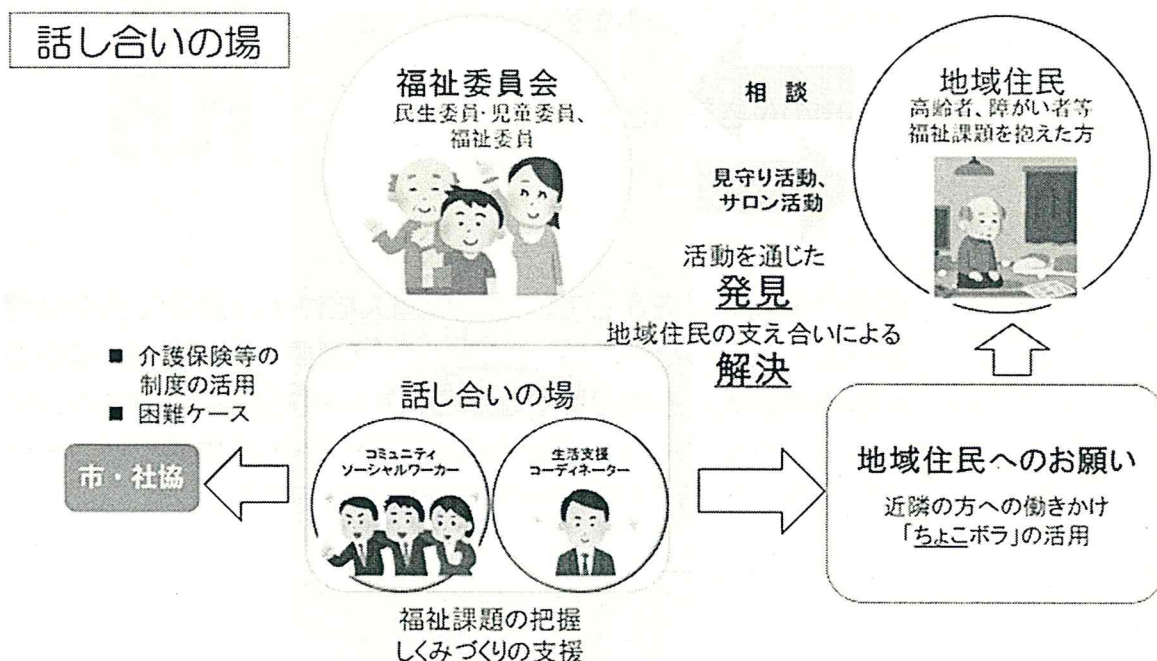 話し合いの場
福祉委員会
民生委員・児童委員、
福祉委員
相 談
見守り活動、
サロン活動
地域住民
高齢者、障がい者等
福祉課題を抱えた方
活動を通じた
発見
地域住民の支え合いによる
解決
■ 介護保険等の
制度の活用
■ 困難ケース
市・社協
話し合いの場
コミュニティ
ソーシャルワーカー
生活支援
コーディネーター
福祉課題の把握
しくみづくりの支援
地域住民へのお願い
近隣の方への働きかけ
「ちょこボラ」の活用